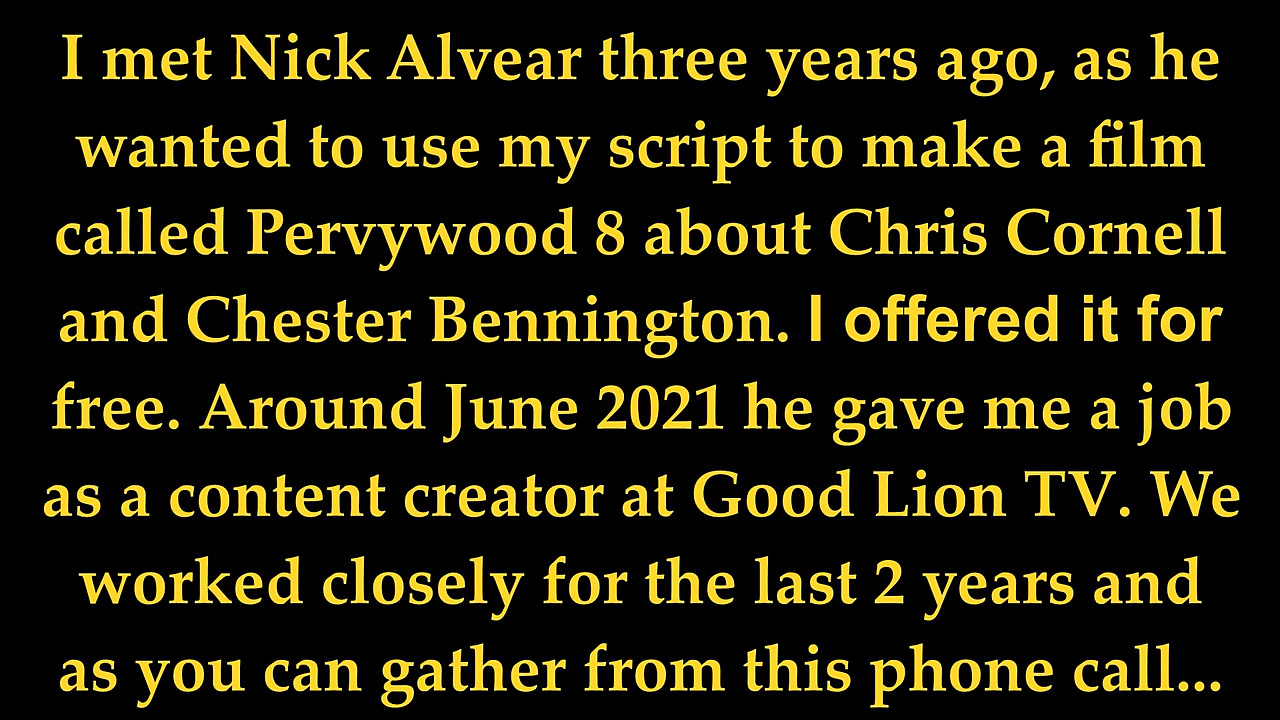 I met Nick Alvear three years ago, as he
wanted to use my script to make a film
called Pervywood 8 about Chris Cornell
and Chester Bennington. I offered it for
free. Around June 2021 he gave me a job
as a content creator at Good Lion TV. We
worked closely for the last 2 years and
as you can gather from this phone call...